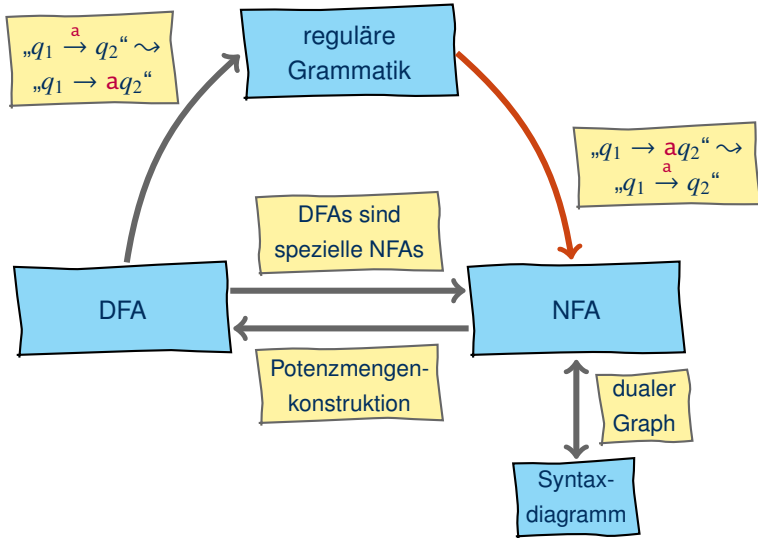 „q₁ →ᵃ q₂“ ⤳
„q₁ → aq₂“
reguläre
Grammatik
„q₁ → aq₂“ ⤳
„q₁ →ᵃ q₂“
DFAs sind
spezielle NFAs
DFA
NFA
Potenzmengen-
konstruktion
dualer
Graph
Syntax-
diagramm